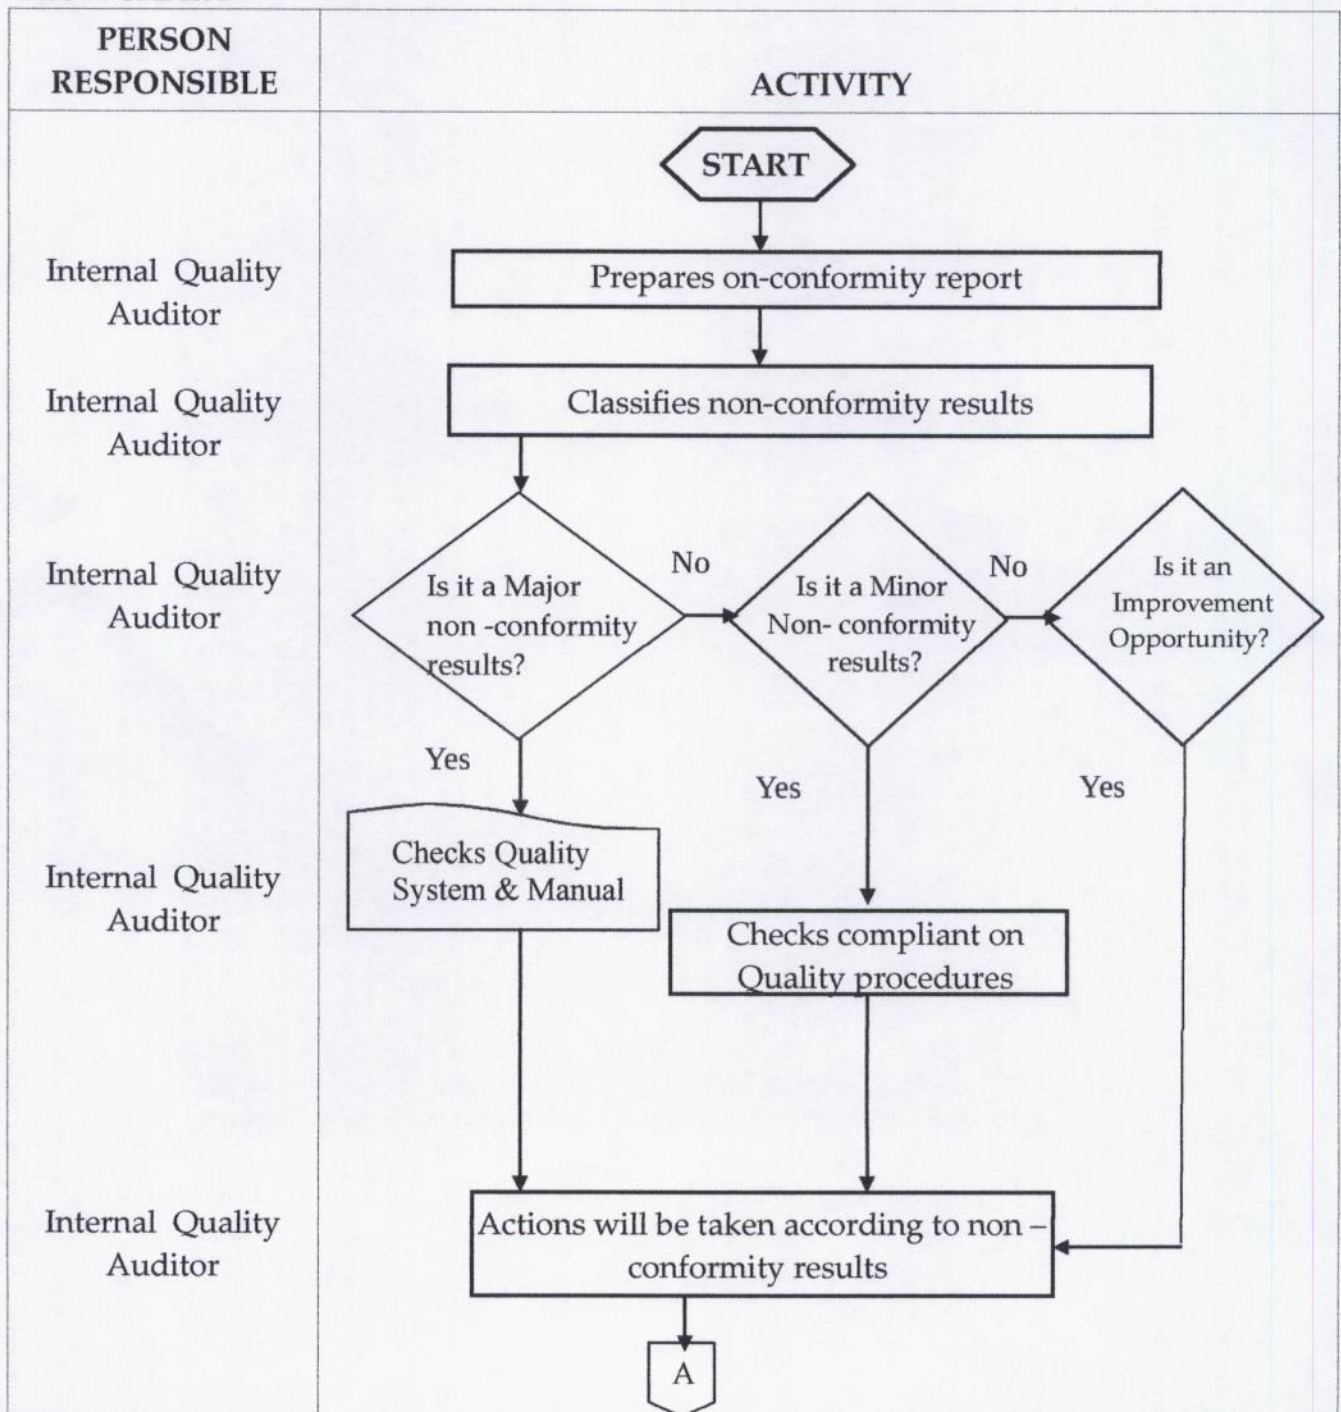 PERSON
RESPONSIBLE
ACTIVITY
START
Internal Quality
Auditor
Prepares on-conformity report
Internal Quality
Auditor
Classifies non-conformity results
Internal Quality
Auditor
Is it a Major
non -conformity
results?
No
Is it a Minor
Non- conformity
results?
No
Is it an
Improvement
Opportunity?
Yes
Yes
Yes
Internal Quality
Auditor
Checks Quality
System & Manual
Checks compliant on
Quality procedures
Internal Quality
Auditor
Actions will be taken according to non –
conformity results
A